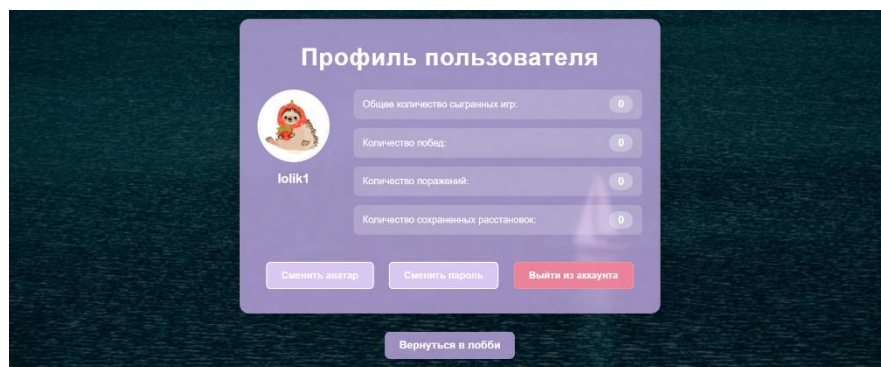 Профиль пользователя
Общее количество сыгранных игр: 0
Количество побед: 0
lolik1
Количество поражений: 0
Количество сохраненных расстановок: 0
Сменить аватар Сменить пароль Выйти из аккаунта
Вернуться в лобби